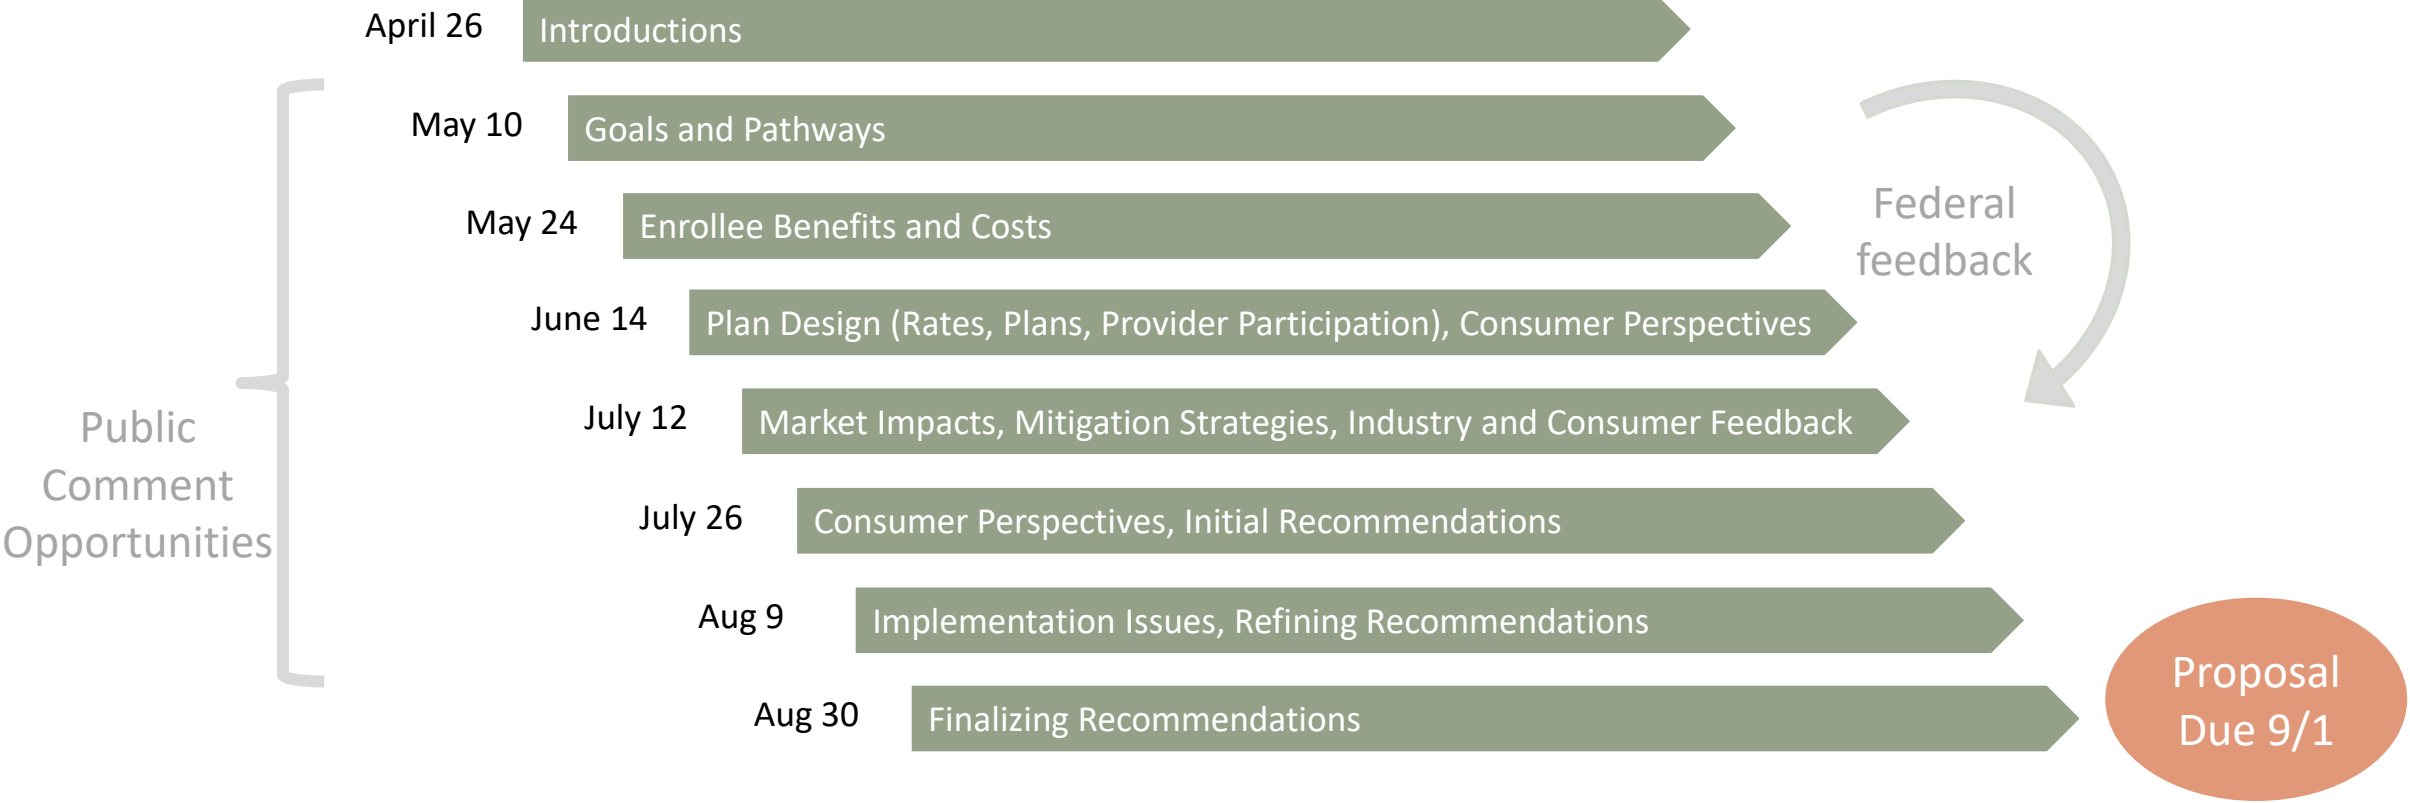 April 26
Introductions
May 10
Goals and Pathways
May 24
Enrollee Benefits and Costs
June 14
Plan Design (Rates, Plans, Provider Participation), Consumer Perspectives
July 12
Market Impacts, Mitigation Strategies, Industry and Consumer Feedback
July 26
Consumer Perspectives, Initial Recommendations
Aug 9
Implementation Issues, Refining Recommendations
Aug 30
Finalizing Recommendations
Public
Comment
Opportunities
Federal
feedback
Proposal
Due 9/1